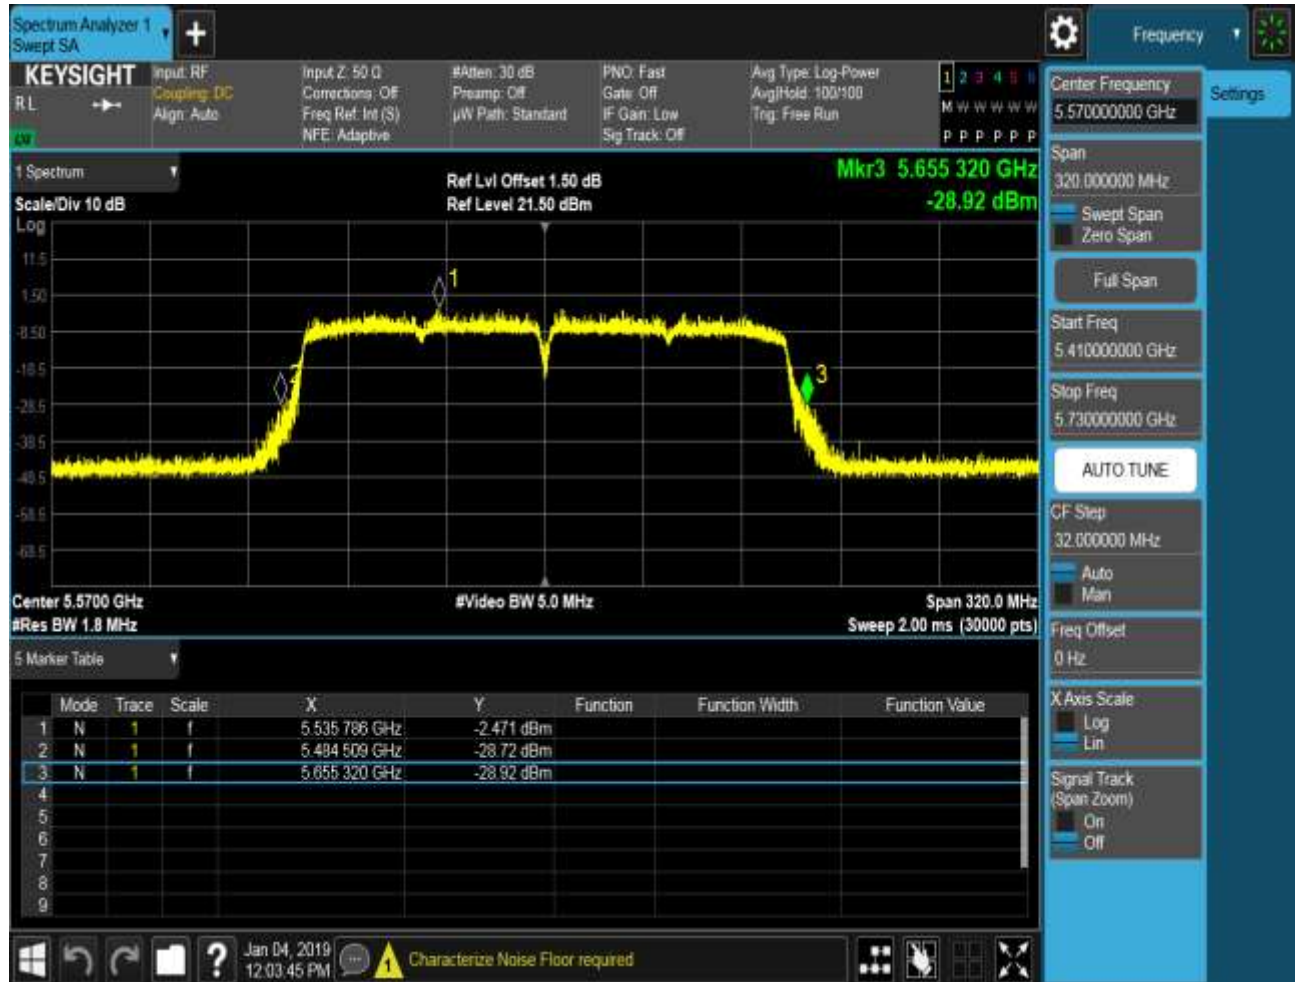 Spectrum Analyzer 1
Swept SA
Frequency
KEYSIGHT
R L
Input: RF
Coupling: DC
Align: Auto
Input Z: 50 Ω
Corrections: Off
Freq Ref: Int (S)
NFE: Adaptive
#Atten: 30 dB
Preamp: Off
µW Path: Standard
PNO: Fast
Gate: Off
IF Gain: Low
Sig Track: Off
Avg Type: Log-Power
Avg|Hold: 100/100
Trig: Free Run
1 2 3 4 5 6
M W W W W W
P P P P P P
1 Spectrum
Scale/Div 10 dB
Ref Lvl Offset 1.50 dB
Ref Level 21.50 dBm
Mkr3 5.655 320 GHz
-28.92 dBm
Log
11.5
1.50
-8.50
-18.5
-28.5
-38.5
-48.5
-58.5
-68.5
1
2
3
Center 5.5700 GHz
#Res BW 1.8 MHz
#Video BW 5.0 MHz
Span 320.0 MHz
Sweep 2.00 ms (30000 pts)
5 Marker Table
Mode Trace Scale X Y Function Function Width Function Value
1 N 1 f 5.535 786 GHz -2.471 dBm
2 N 1 f 5.484 509 GHz -28.72 dBm
3 N 1 f 5.655 320 GHz -28.92 dBm
4
5
6
7
8
9
Center Frequency
5.570000000 GHz
Settings
Span
320.000000 MHz
Swept Span
Zero Span
Full Span
Start Freq
5.410000000 GHz
Stop Freq
5.730000000 GHz
AUTO TUNE
CF Step
32.000000 MHz
Auto
Man
Freq Offset
0 Hz
X Axis Scale
Log
Lin
Signal Track
(Span Zoom)
On
Off
?
Jan 04, 2019
12:03:45 PM
1
Characterize Noise Floor required